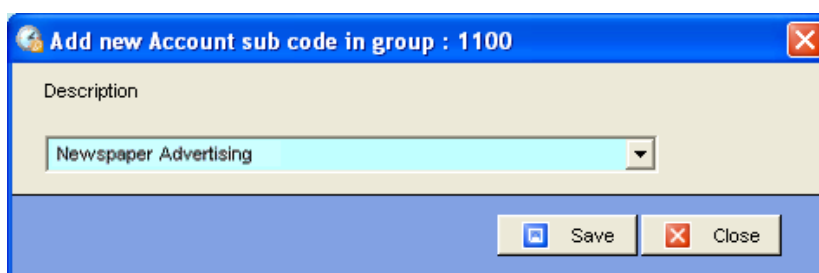 Add new Account sub code in group : 1100
Description
Newspaper Advertising
Save Close